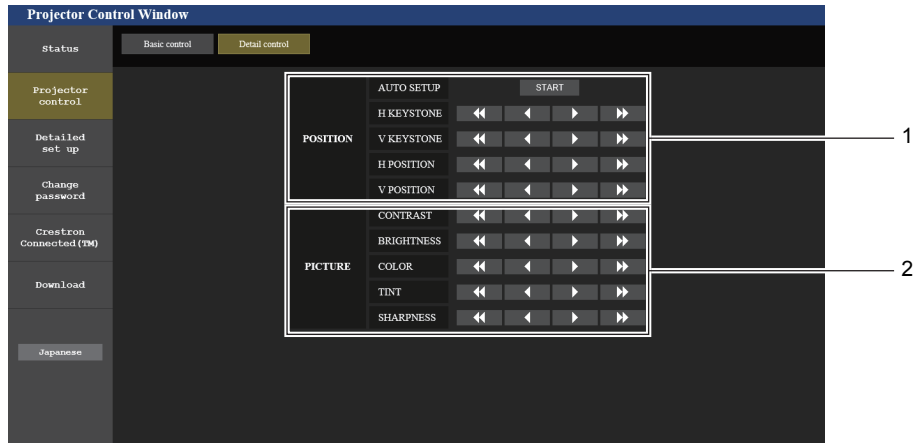 Projector Control Window
Status
Basic control
Detail control
Projector
control
Detailed
set up
Change
password
Crestron
Connected(TM)
Download
Japanese
POSITION
AUTO SETUP
START
H KEYSTONE
V KEYSTONE
H POSITION
V POSITION
1
PICTURE
CONTRAST
BRIGHTNESS
COLOR
TINT
SHARPNESS
2